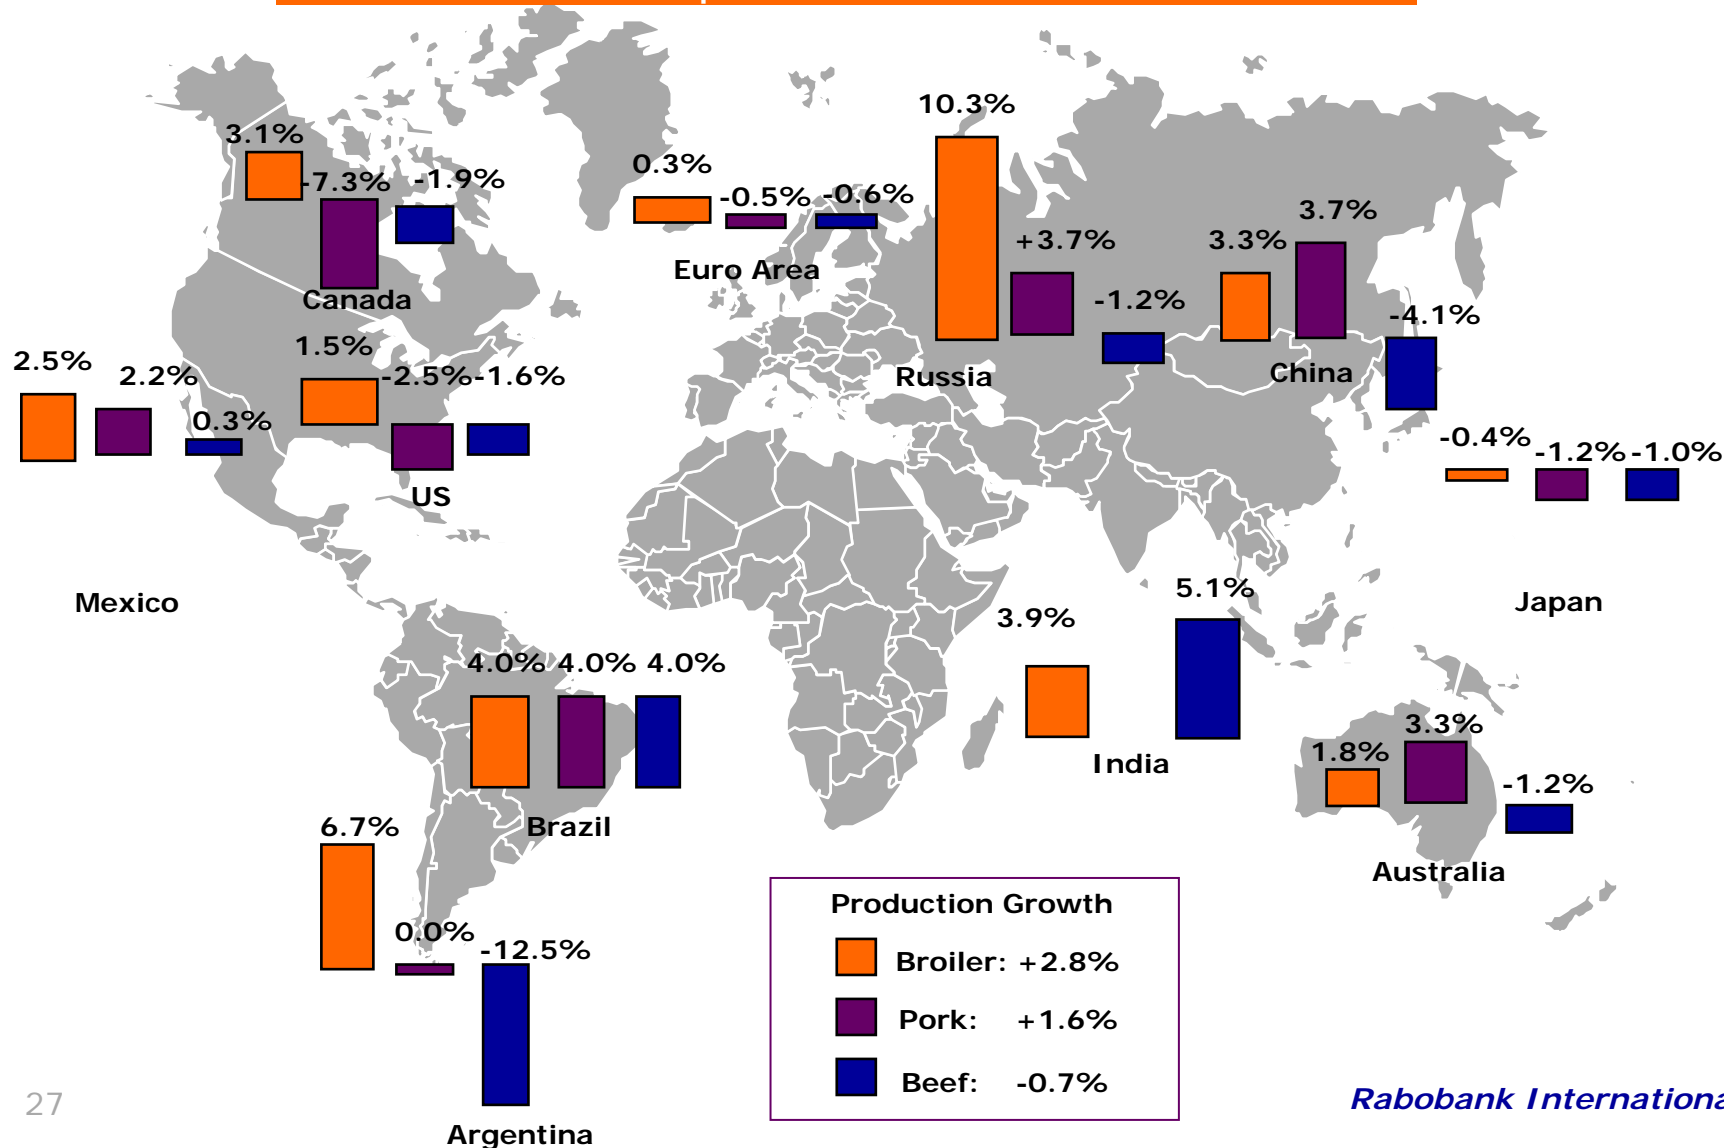 10.3%
3.1%
-7.3%
-1.9%
Canada
0.3%
-0.5%
-0.6%
Euro Area
+3.7%
-1.2%
Russia
3.3%
3.7%
-4.1%
China
2.5%
2.2%
0.3%
Mexico
1.5%
-2.5%
-1.6%
US
-0.4%
-1.2%
-1.0%
Japan
3.9%
5.1%
India
4.0%
4.0%
4.0%
Brazil
1.8%
3.3%
-1.2%
Australia
6.7%
0.0%
-12.5%
Argentina
Production Growth
Broiler: +2.8%
Pork: +1.6%
Beef: -0.7%
27
Rabobank Internationa